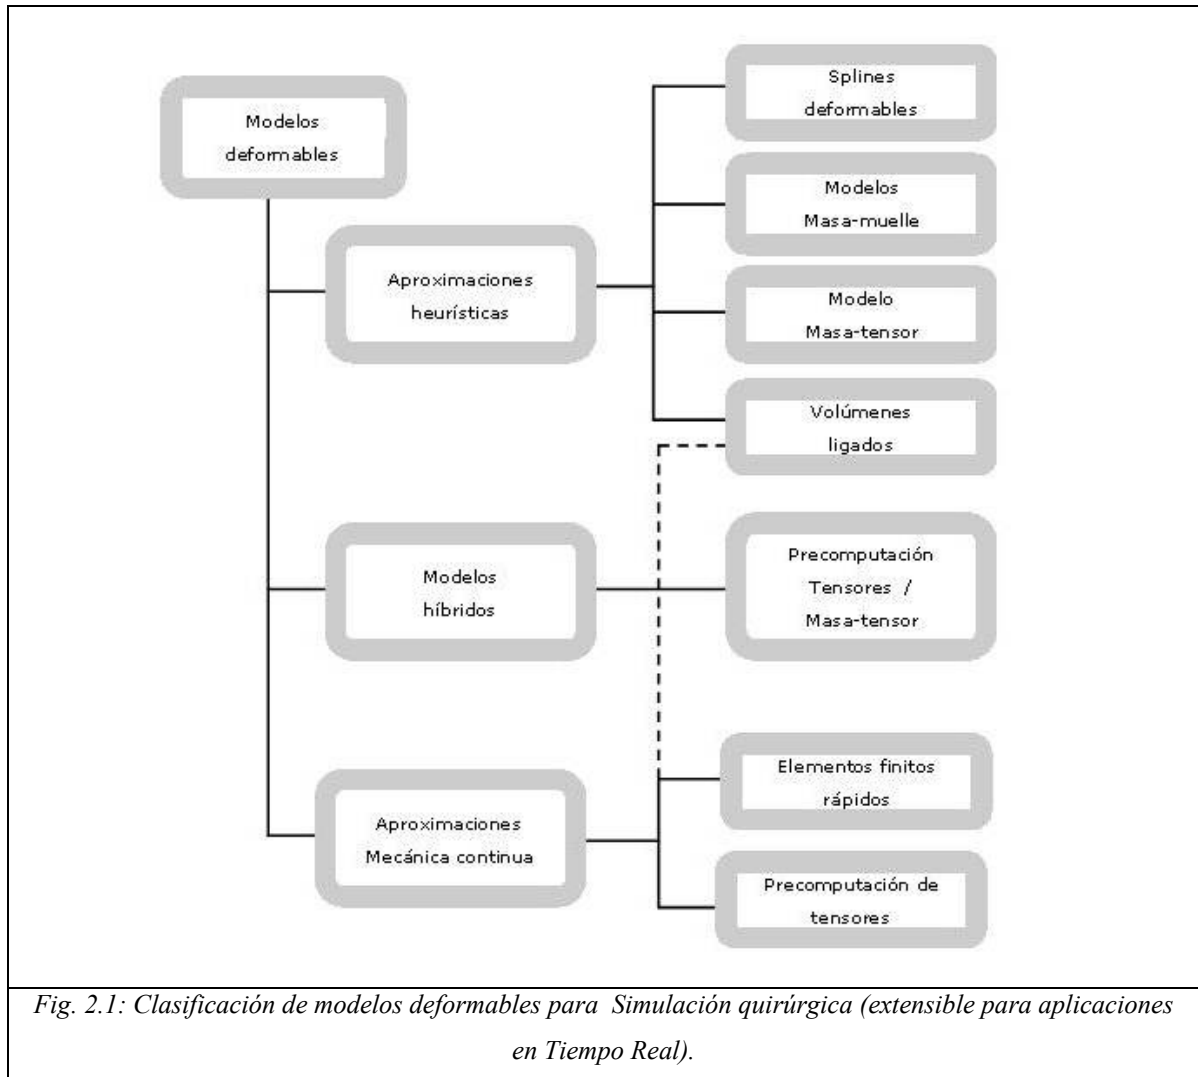 Modelos
deformables
Splines
deformables
Modelos
Masa-muelle
Aproximaciones
heurísticas
Modelo
Masa-tensor
Volúmenes
ligados
Modelos
híbridos
Precomputación
Tensores /
Masa-tensor
Elementos finitos
rápidos
Aproximaciones
Mecánica continua
Precomputación de
tensores
Fig. 2.1: Clasificación de modelos deformables para Simulación quirúrgica (extensible para aplicaciones
en Tiempo Real).